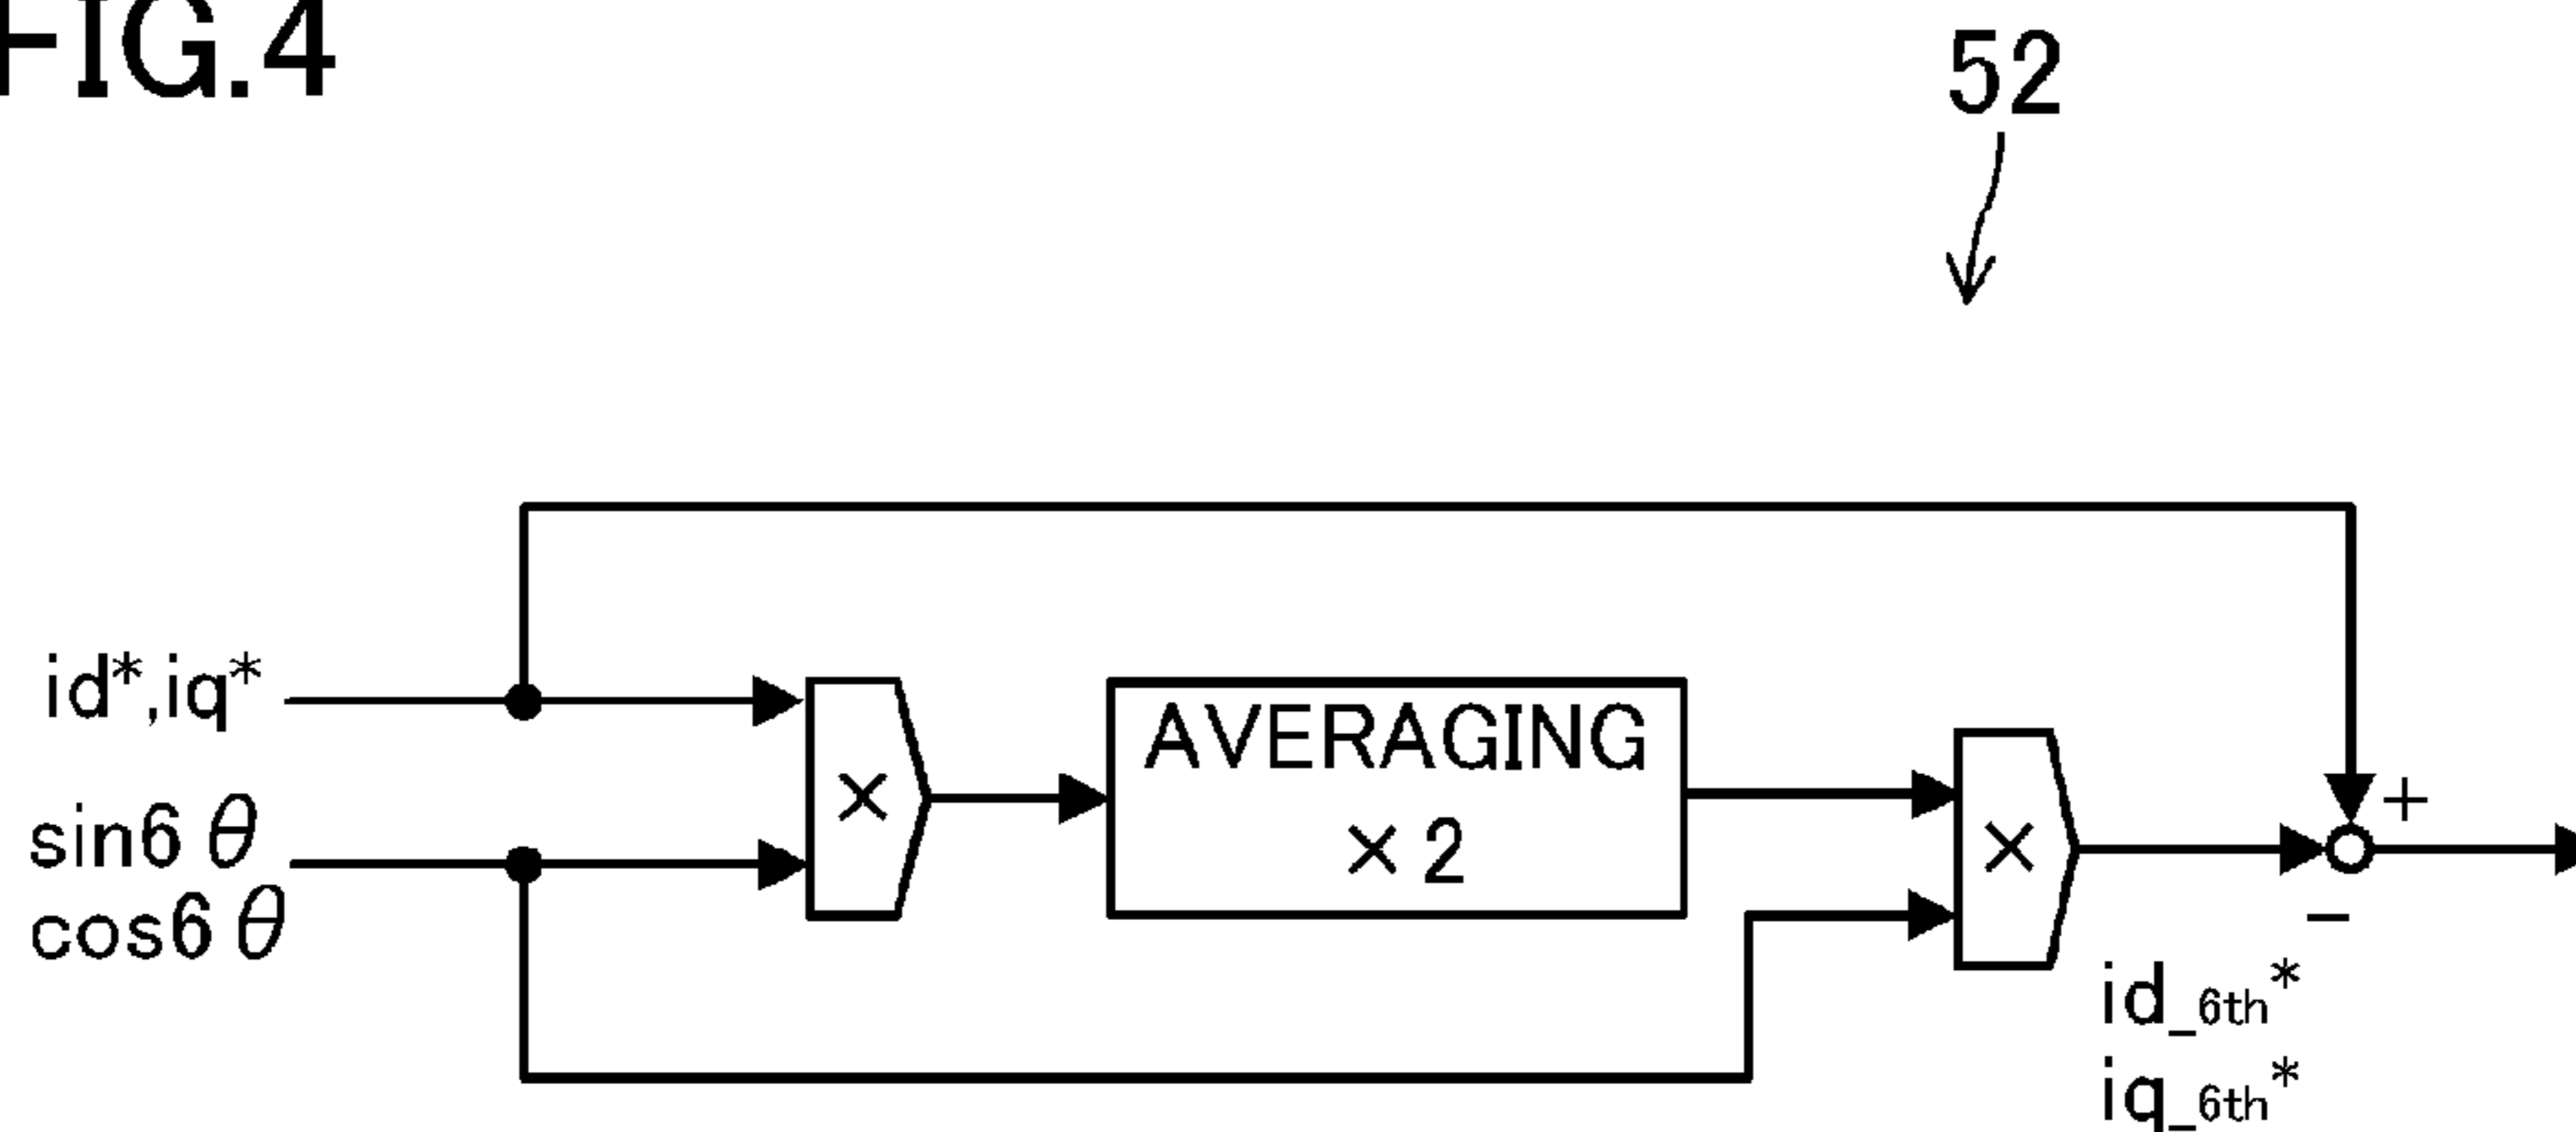 FIG.4
52
id*,iq*
sin6θ
cos6θ
×
AVERAGING
×2
×
+
−
id_6th*
iq_6th*